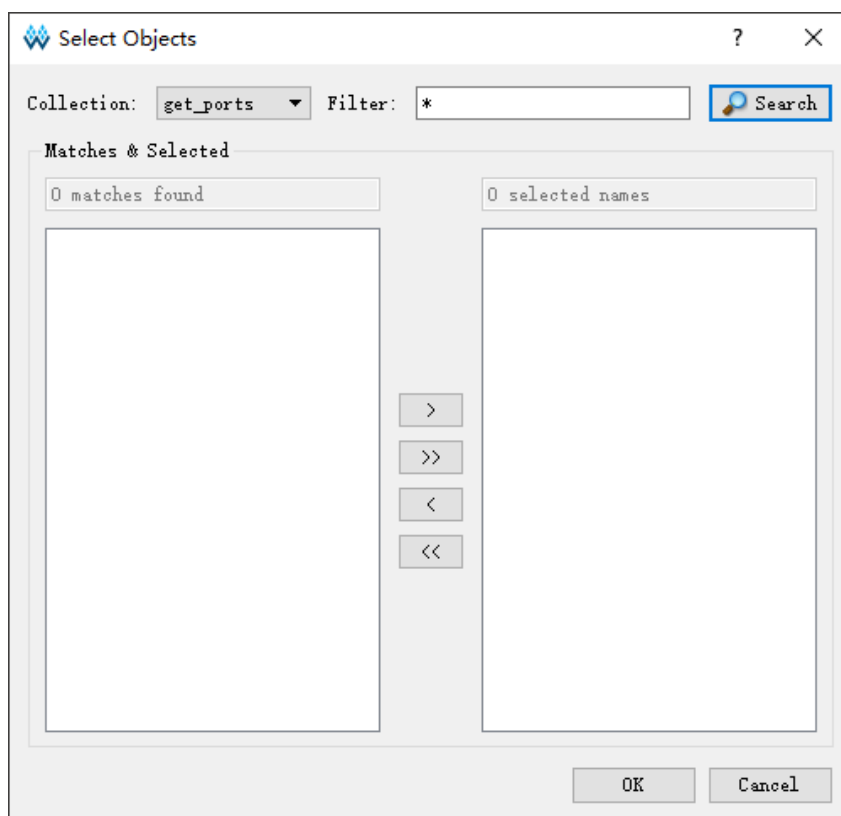 Select Objects ?
Collection: get_ports Filter: * Search
Matches & Selected
0 matches found 0 selected names
>
>>
<
<<
OK Cancel